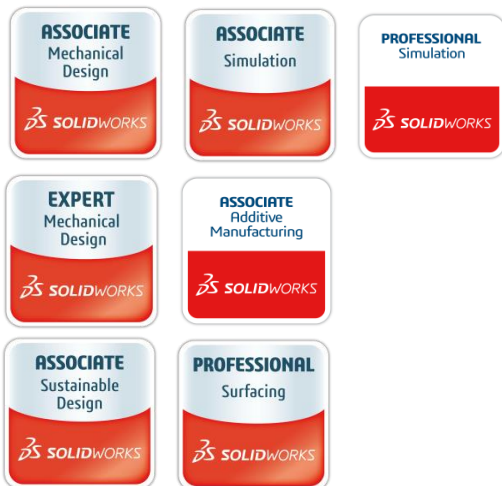 ASSOCIATE
Mechanical
Design
SOLIDWORKS
ASSOCIATE
Simulation
SOLIDWORKS
PROFESSIONAL
Simulation
SOLIDWORKS
EXPERT
Mechanical
Design
SOLIDWORKS
ASSOCIATE
Additive
Manufacturing
SOLIDWORKS
ASSOCIATE
Sustainable
Design
SOLIDWORKS
PROFESSIONAL
Surfacing
SOLIDWORKS